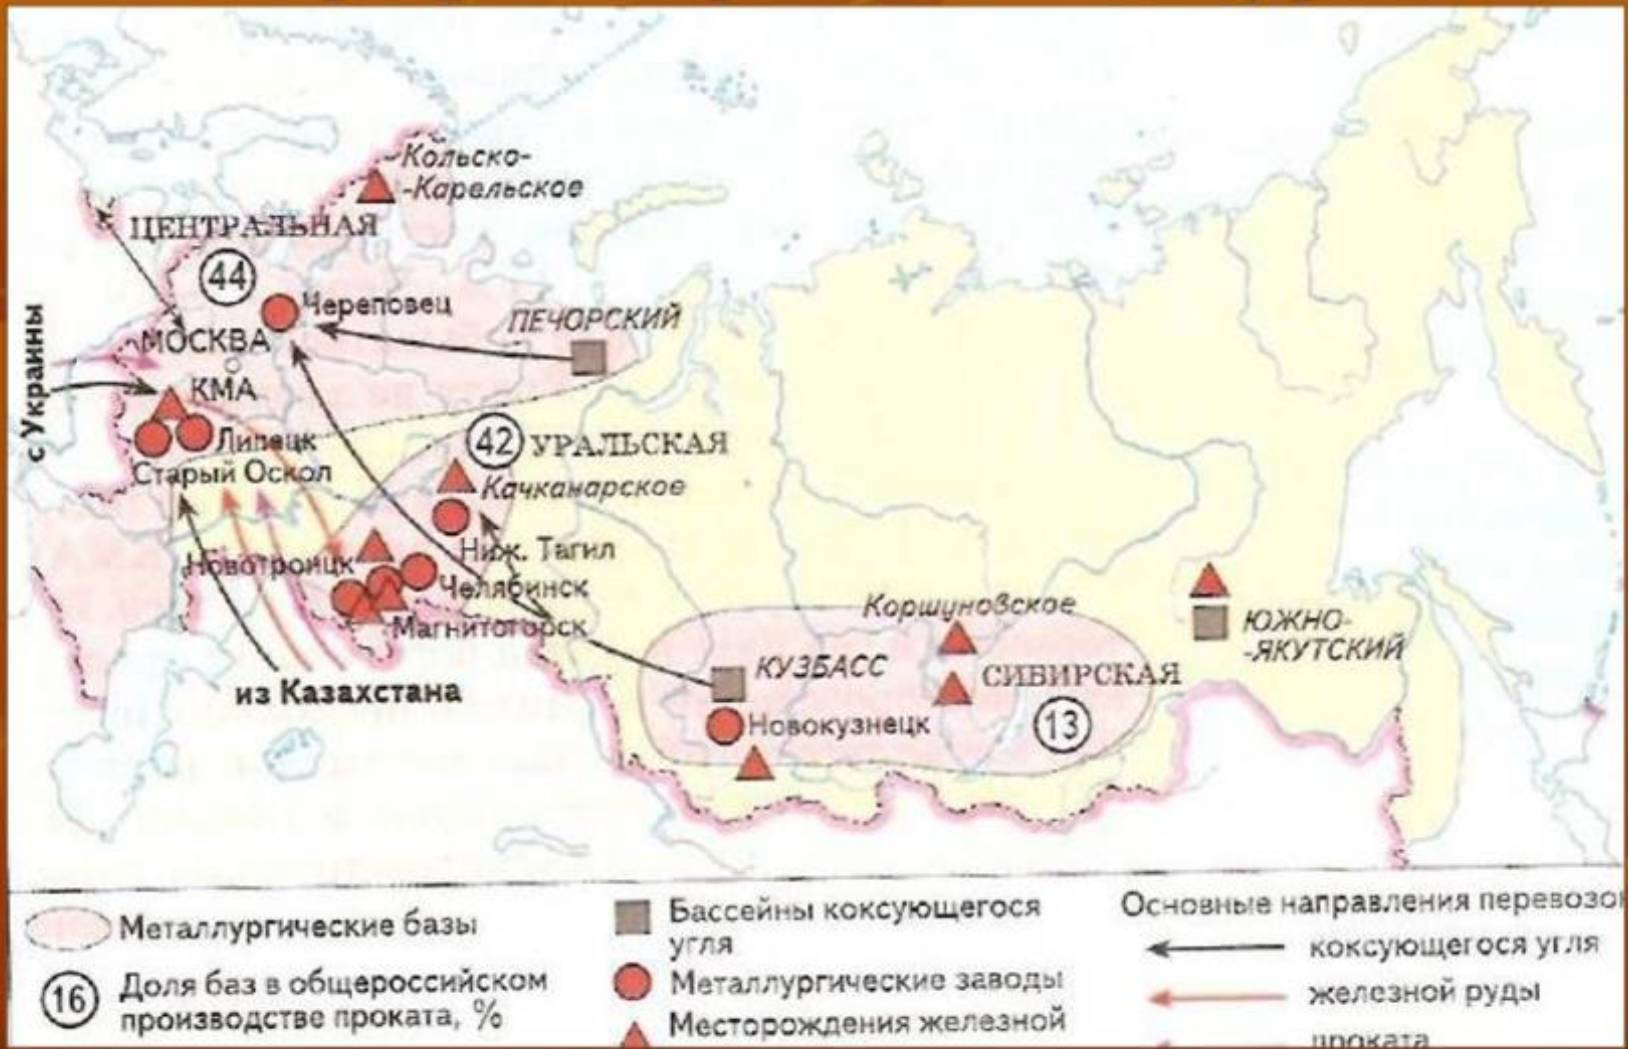 Кольско-
-Карельское
ЦЕНТРАЛЬНАЯ
44
Череповец
ПЕЧОРСКИЙ
МОСКВА
с Украины
КМА
Липецк
Старый Оскол
42 УРАЛЬСКАЯ
Качканарское
Ниж. Тагил
Новотроицк
Челябинск
Магнитогорск
из Казахстана
Коршуновское
КУЗБАСС
СИБИРСКАЯ
Новокузнецк
13
ЮЖНО-
-ЯКУТСКИЙ
Металлургические базы
16 Доля баз в общероссийском
производстве проката, %
Бассейны коксующегося
угля
Металлургические заводы
Месторождения железной
Основные направления перевозок
коксующегося угля
железной руды
проката